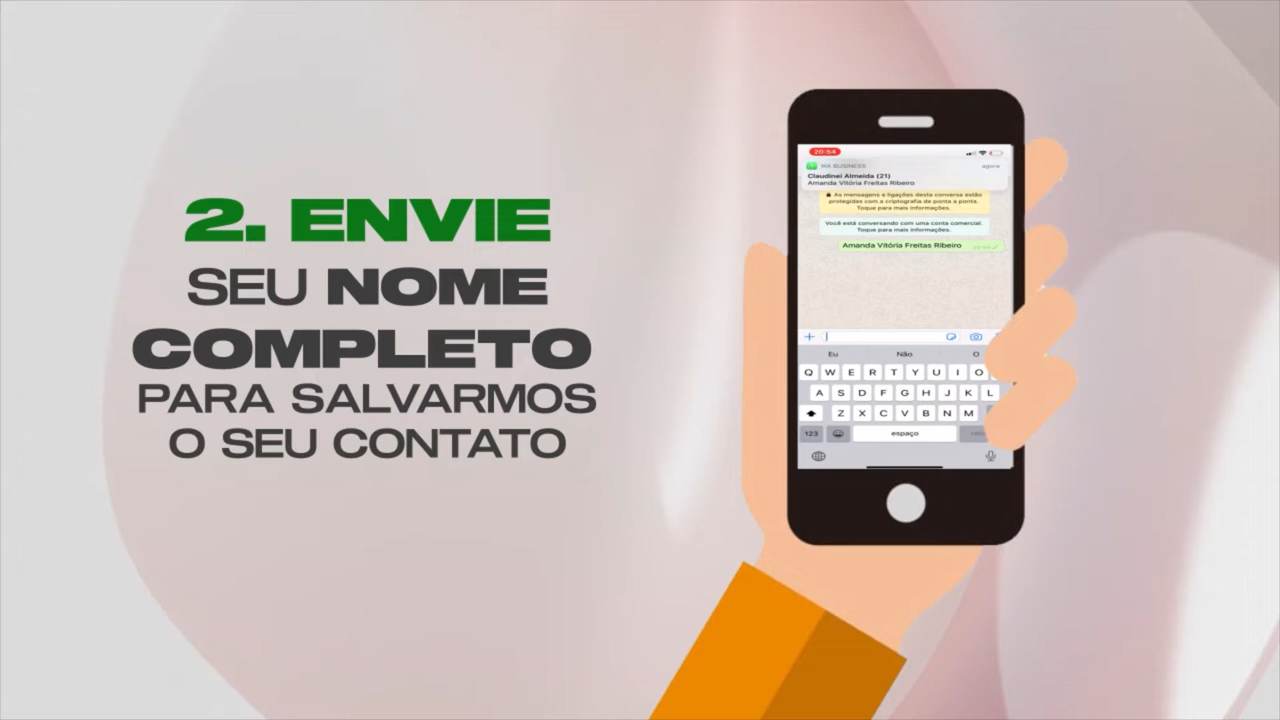 2. ENVIE
SEU NOME
COMPLETO
PARA SALVARMOS
O SEU CONTATO
20:54
WA BUSINESS
agora
Claudinei Almeida (21)
Amanda Vitória Freitas Ribeiro
As mensagens e ligações desta conversa estão
protegidas com a criptografia de ponta a ponta.
Toque para mais informações.
Você está conversando com uma conta comercial.
Toque para mais informações.
Amanda Vitória Freitas Ribeiro
20:54
Eu Não O
Q W E R T Y U I O
A S D F G H J K L
Z X C V B N M
123 espaço